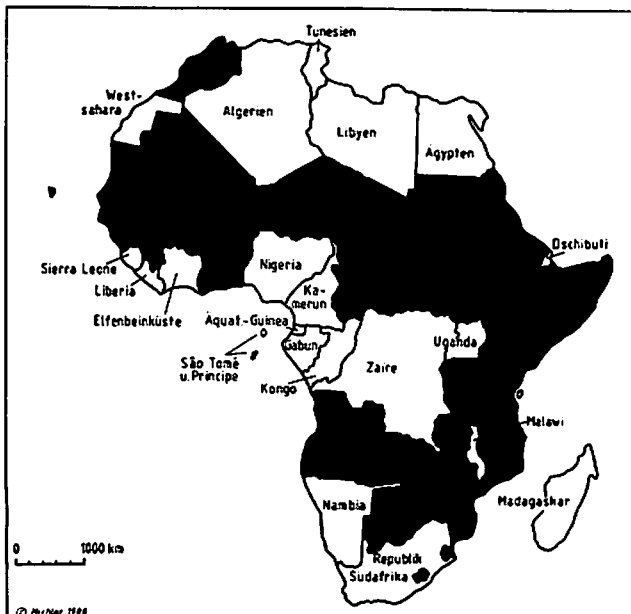 Tunesien
West-
sahara
Algerien
Libyen
Ägypten
Dschibuti
Sierra Leone
Liberia
Elfenbeinküste
Nigeria
Ka-
merun
Äquat.-Guinea
Gabun
São Tomé
u. Principe
Kongo
Zaire
Uganda
Malawi
Madagaskar
Namibia
Republik
Südafrika
0 1000 km
©